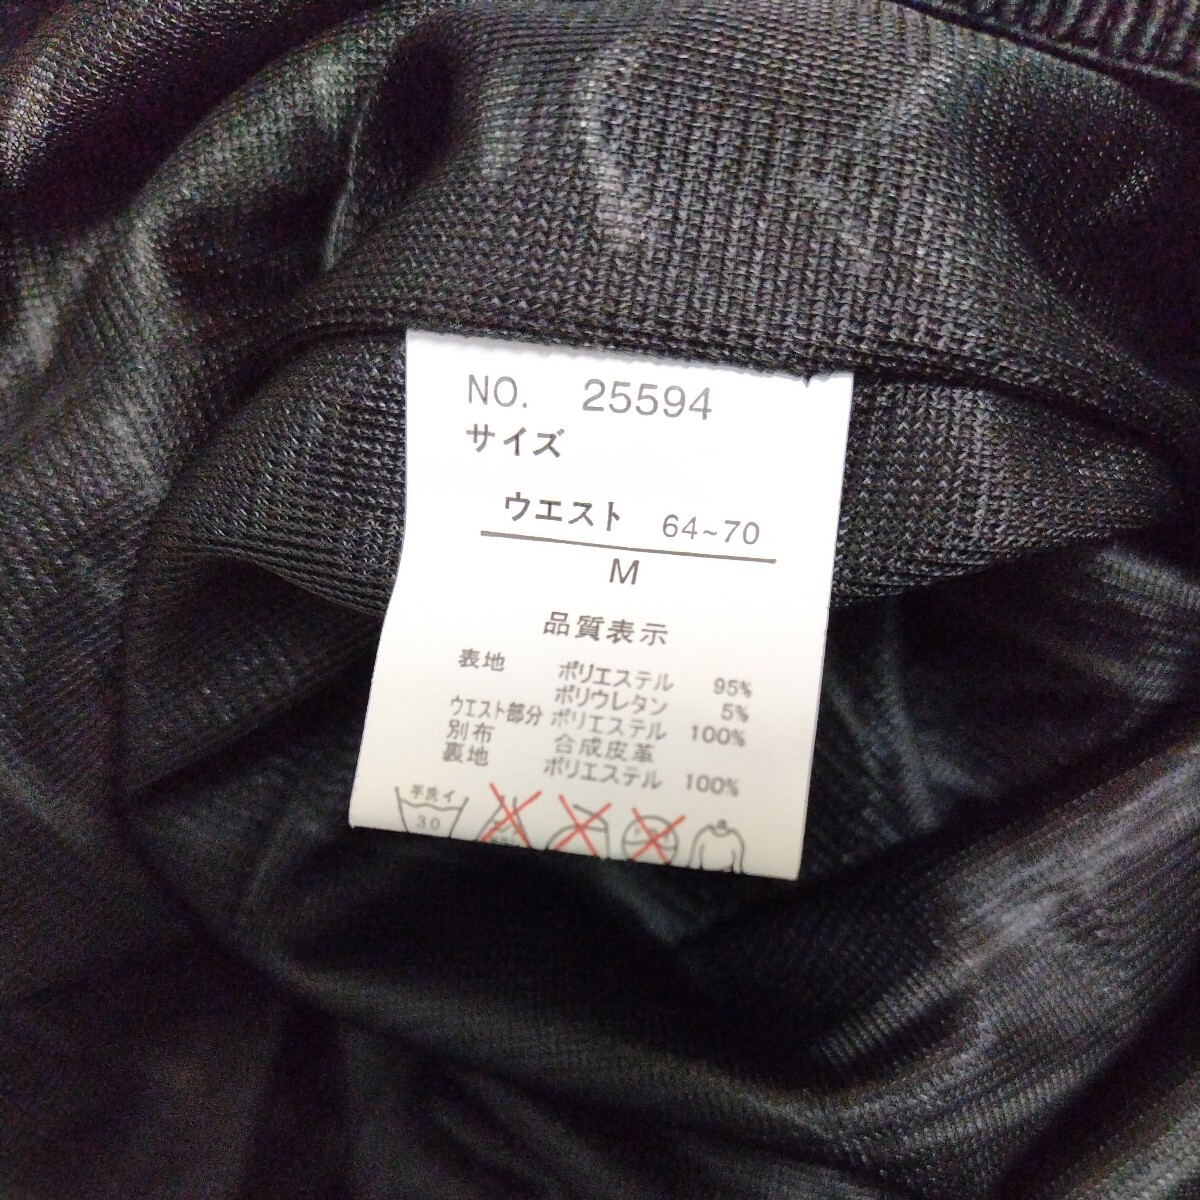 NO. 25594
サイズ
ウエスト 64~70
M
品質表示
表地 ポリエステル 95%
ポリウレタン 5%
ウエスト部分 ポリエステル 100%
別布 合成皮革
裏地 ポリエステル 100%
手洗イ
30